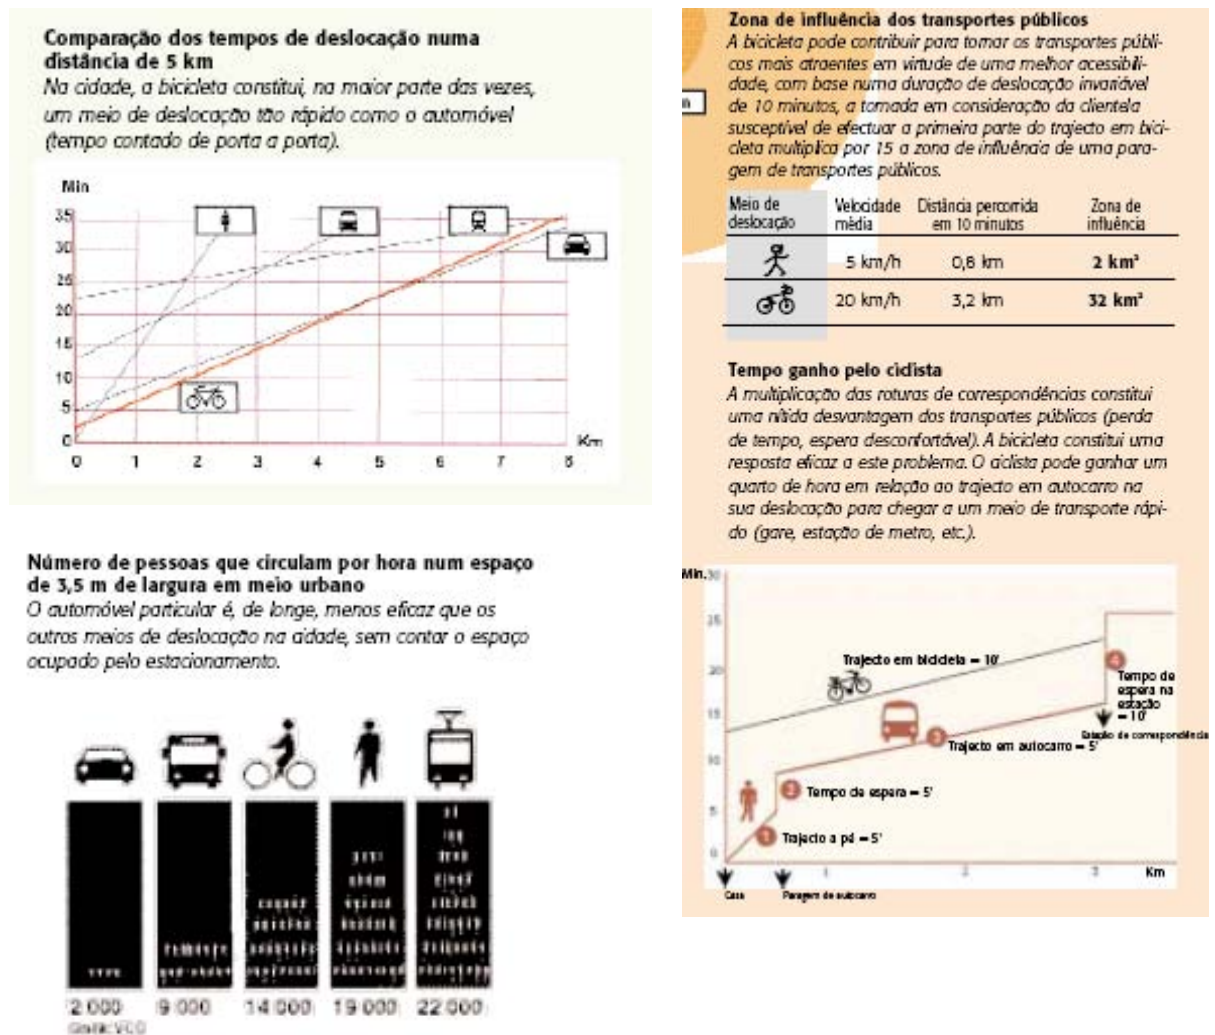 Comparação dos tempos de deslocação numa
distância de 5 km
Na cidade, a bicicleta constitui, na maior parte das vezes,
um meio de deslocação tão rápido como o automóvel
(tempo contado de porta a porta).
Min
35
30
25
20
15
10
5
0
0 1 2 3 4 5 6 7 8
Km
Número de pessoas que circulam por hora num espaço
de 3,5 m de largura em meio urbano
O automóvel particular é, de longe, menos eficaz que os
outros meios de deslocação na cidade, sem contar o espaço
ocupado pelo estacionamento.
2 000 9 000 14 000 19 000 22 000
Zona de influência dos transportes públicos
A bicicleta pode contribuir para tornar os transportes públi-
cos mais atraentes em virtude de uma melhor acessibili-
dade, com base numa duração de deslocação invariável
de 10 minutos, a tomada em consideração da clientela
susceptível de efectuar a primeira parte do trajecto em bici-
cleta multiplica por 15 a zona de influência de uma para-
gem de transportes públicos.
Meio de deslocação Velocidade média Distância percorrida em 10 minutos Zona de influência
5 km/h 0,8 km 2 km²
20 km/h 3,2 km 32 km²
Tempo ganho pelo ciclista
A multiplicação das roturas de correspondências constitui
uma nítida desvantagem dos transportes públicos (perda
de tempo, espera desconfortável). A bicicleta constitui uma
resposta eficaz a este problema. O ciclista pode ganhar um
quarto de hora em relação ao trajecto em autocarro na
sua deslocação para chegar a um meio de transporte rápi-
do (gare, estação de metro, etc.).
Min. 30
25
20
15
10
5
0
Trajecto em bicicleta = 10'
4
Tempo de
espera na
estação
= 10'
Estação de correspondência
3 Trajecto em autocarro = 5'
2 Tempo de espera = 5'
1 Trajecto a pé = 5'
1 2 3 Km
Casa Paragem de autocarro